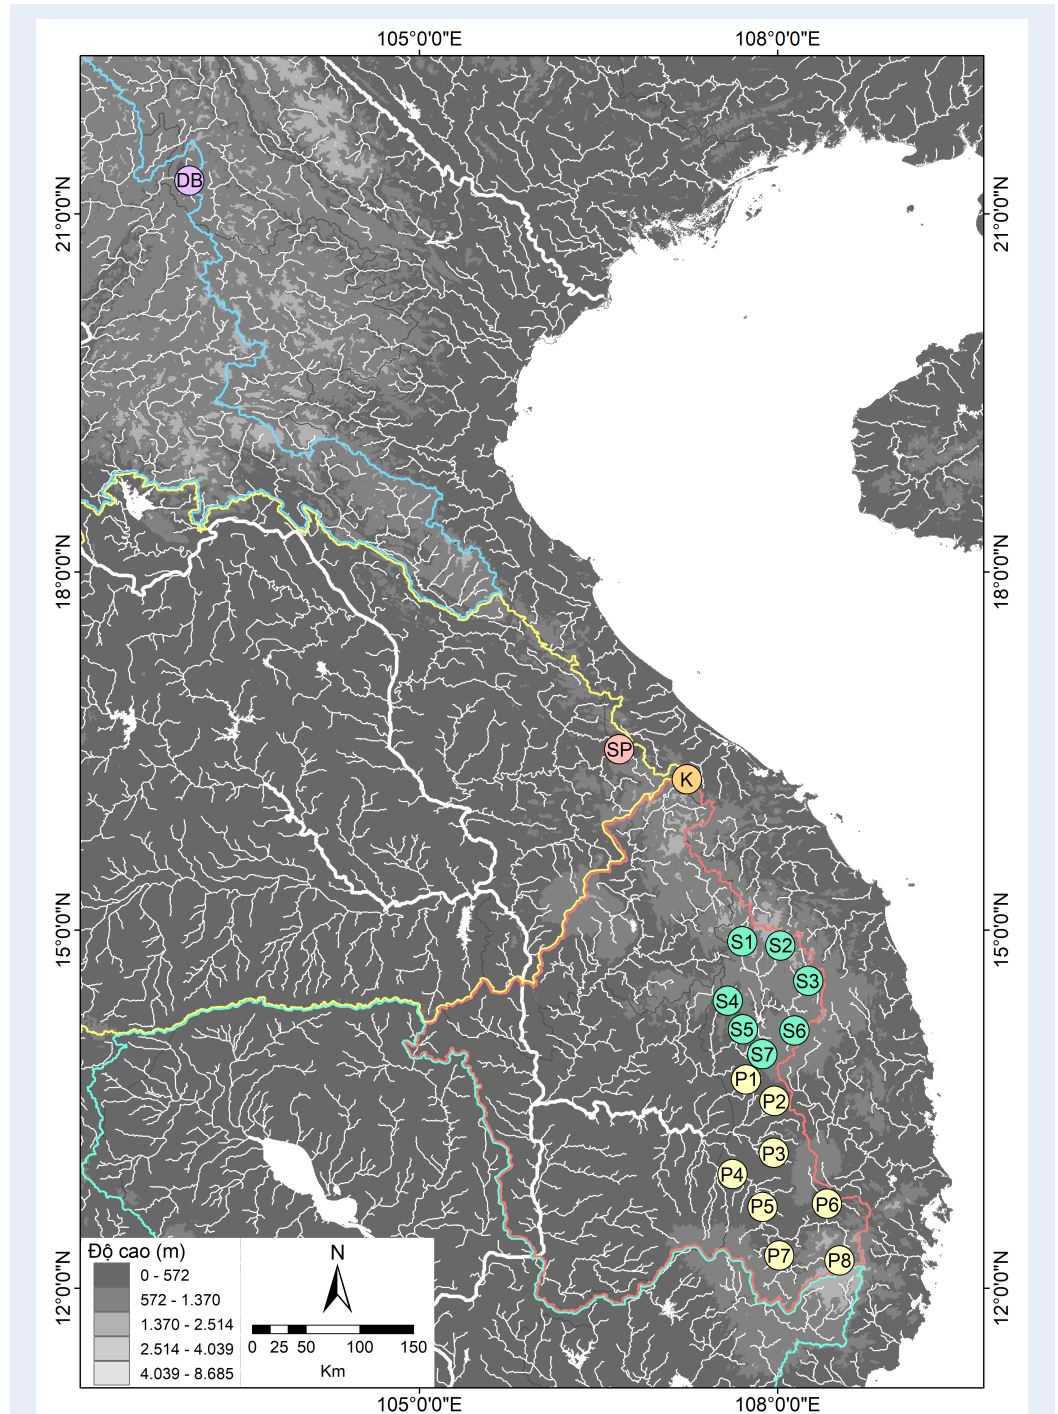 105°0'0"E 108°0'0"E
21°0'0"N 21°0'0"N
DB
18°0'0"N 18°0'0"N
SP
K
15°0'0"N 15°0'0"N
S1 S2
S3
S4
S5 S6
S7
P1
P2
P3
P4
P5 P6
P7 P8
12°0'0"N 12°0'0"N
Độ cao (m)
0 - 572
572 - 1.370
1.370 - 2.514
2.514 - 4.039
4.039 - 8.685
N
0 25 50 100 150
Km
105°0'0"E 108°0'0"E